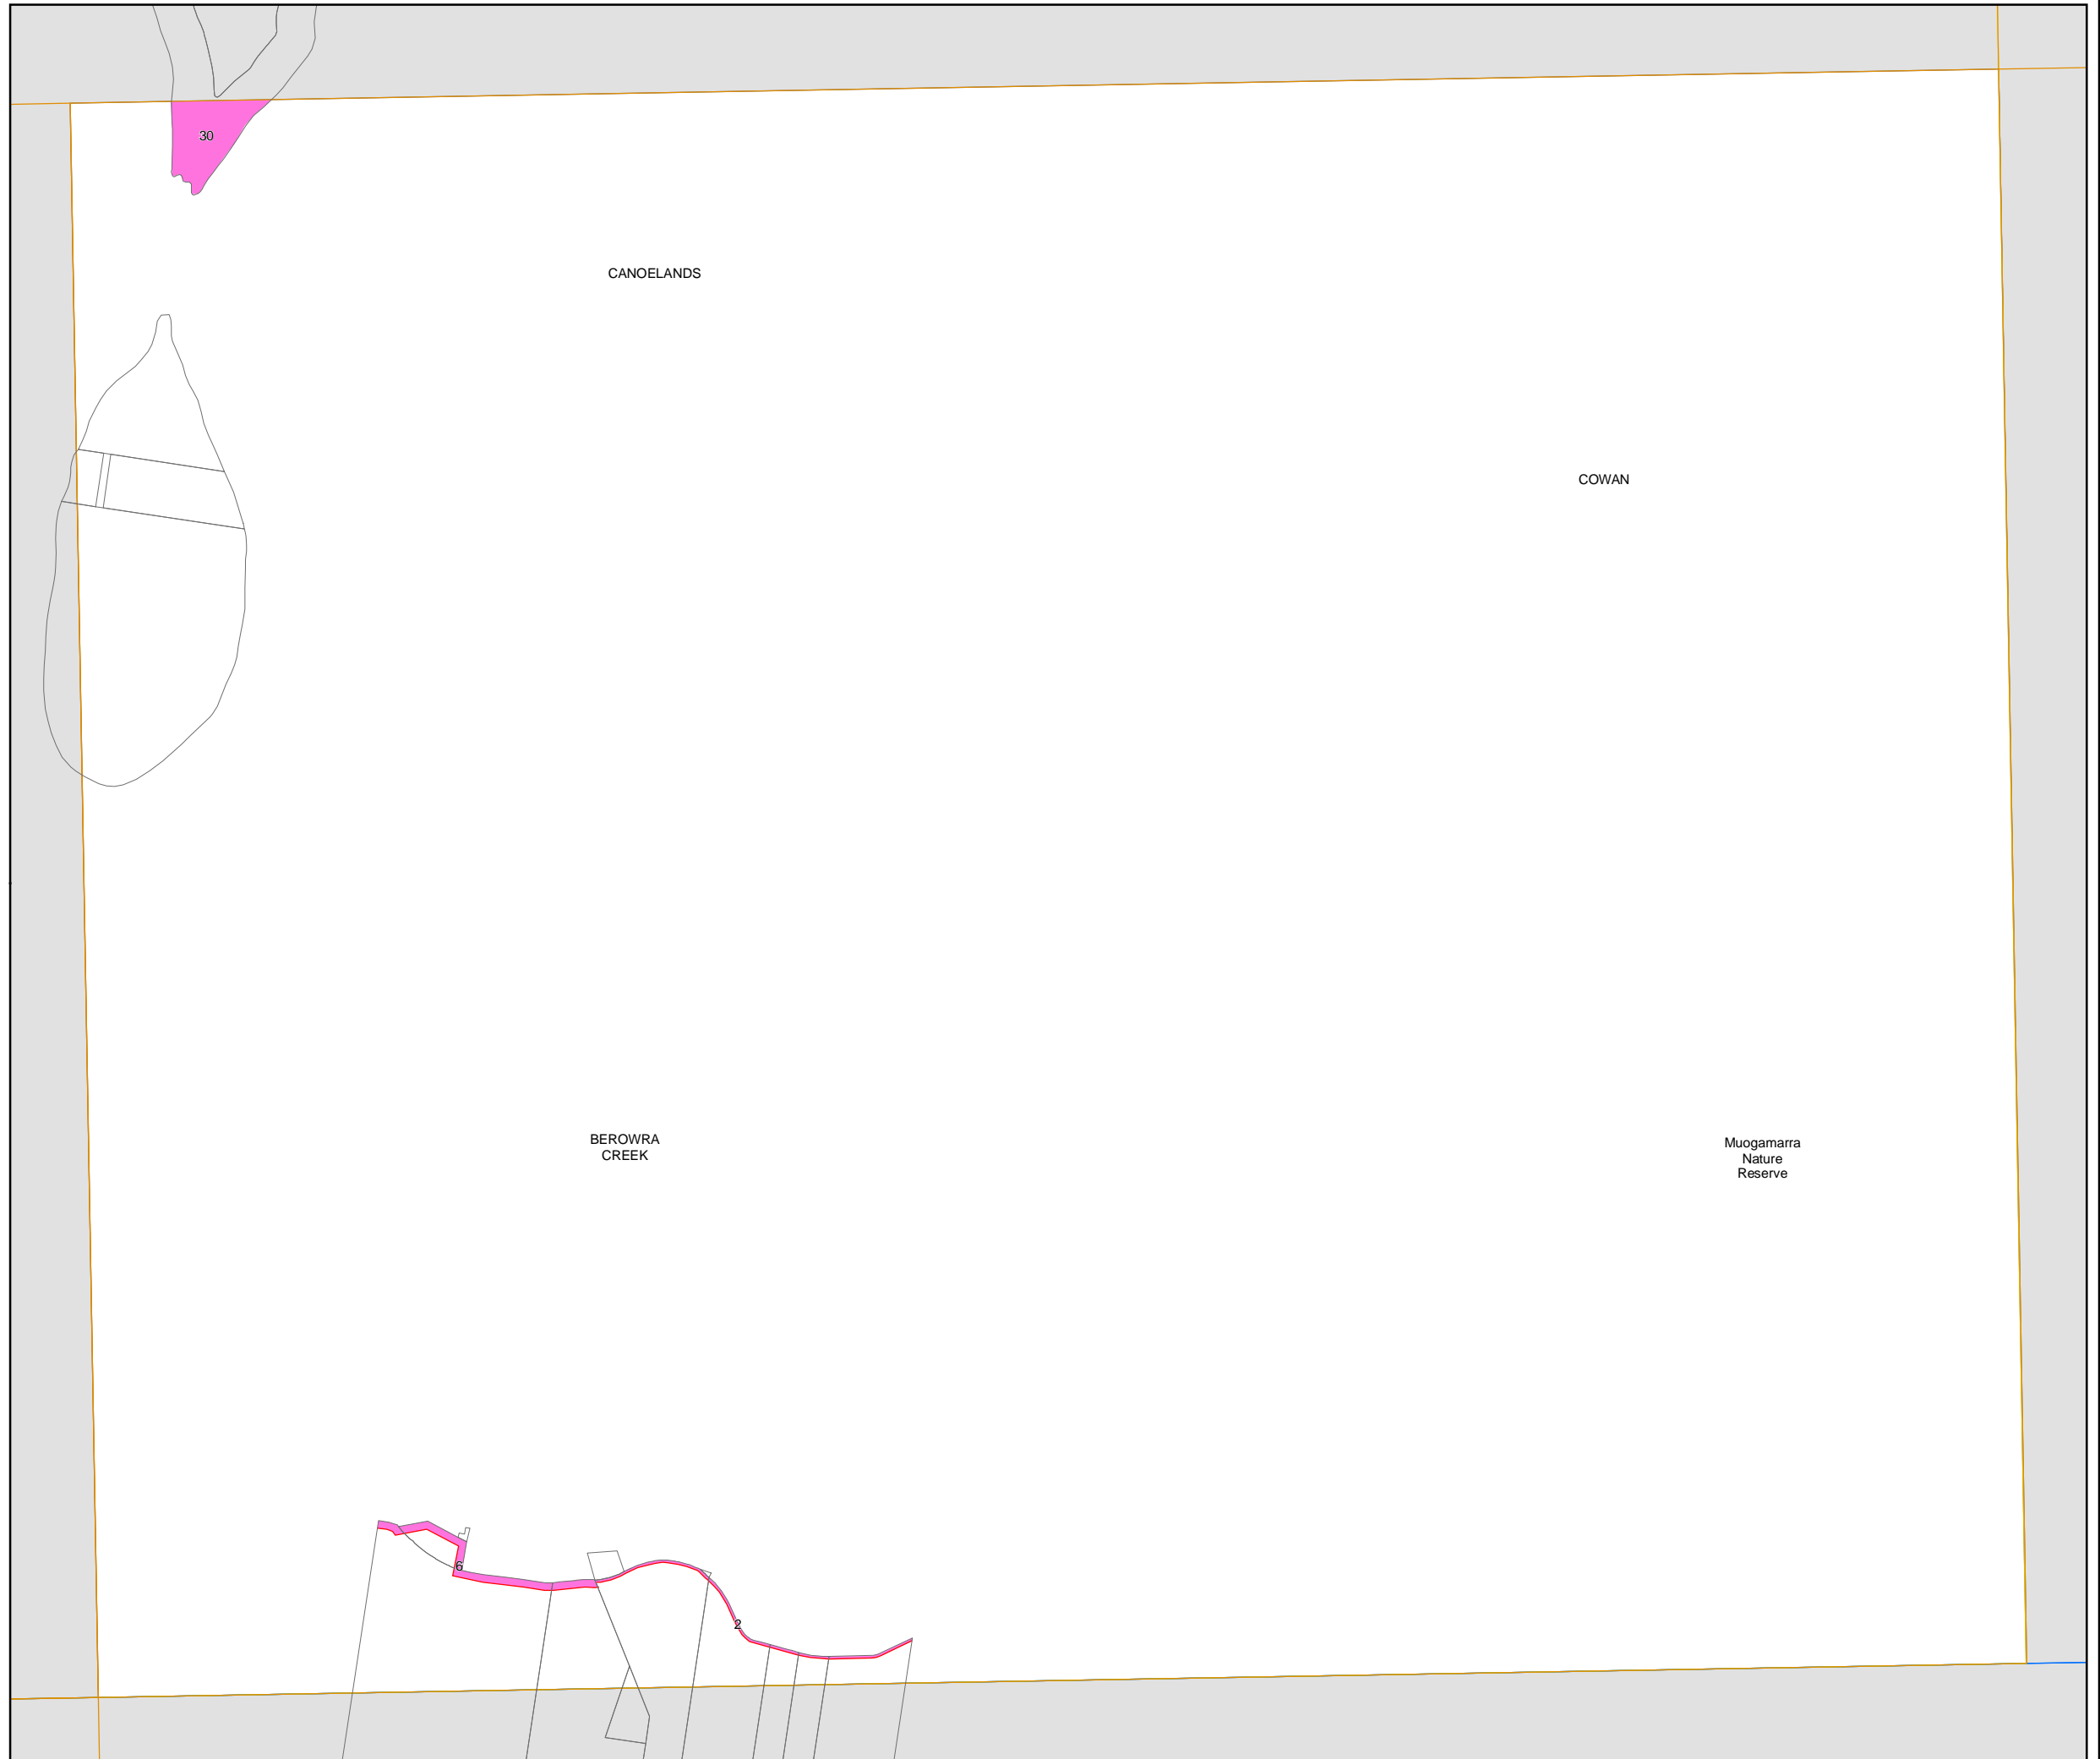 30
CANOELANDS
COWAN
BEROWRA
CREEK
Muogamarra
Nature
Reserve
6
2